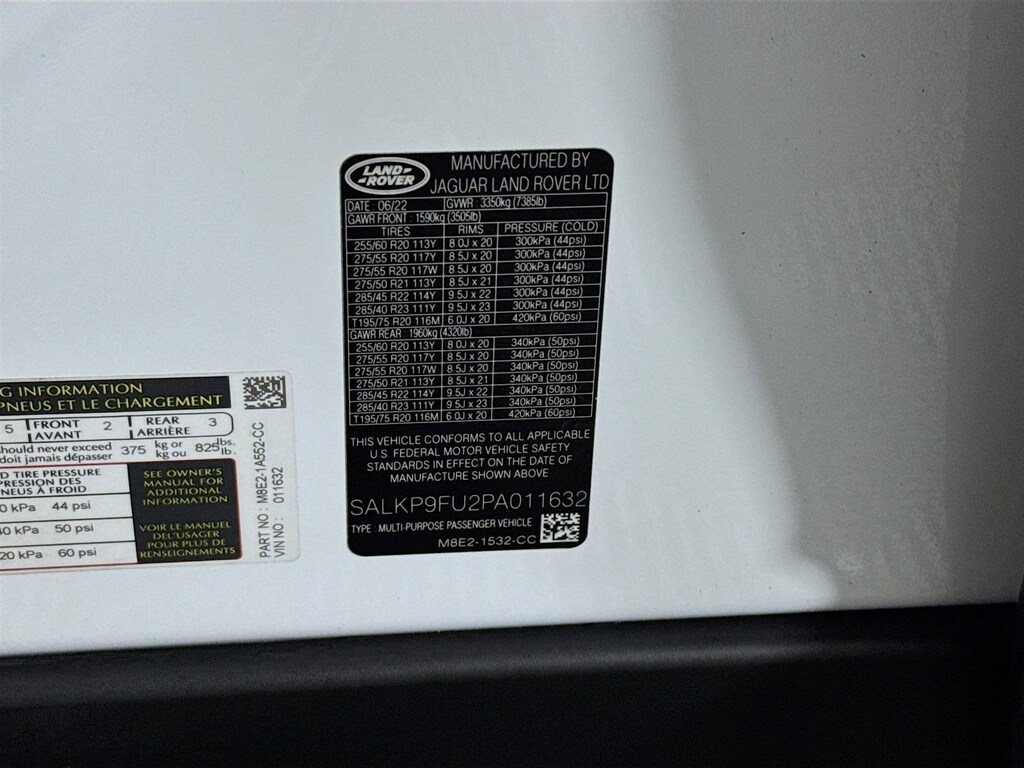 LAND-
-ROVER
MANUFACTURED BY
JAGUAR LAND ROVER LTD
DATE : 06/22 GVWR : 3350kg (7385lb)
GAWR FRONT : 1590kg (3505lb)
TIRES RIMS PRESSURE (COLD)
255/60 R20 113Y 8.0J x 20 300kPa (44psi)
275/55 R20 117Y 8.5J x 20 300kPa (44psi)
275/55 R20 117W 8.5J x 20 300kPa (44psi)
275/50 R21 113Y 8.5J x 21 300kPa (44psi)
285/45 R22 114Y 9.5J x 22 300kPa (44psi)
285/40 R23 111Y 9.5J x 23 300kPa (44psi)
T195/75 R20 116M 6.0J x 20 420kPa (60psi)
GAWR REAR : 1960kg (4320lb)
255/60 R20 113Y 8.0J x 20 340kPa (50psi)
275/55 R20 117Y 8.5J x 20 340kPa (50psi)
275/55 R20 117W 8.5J x 20 340kPa (50psi)
275/50 R21 113Y 8.5J x 21 340kPa (50psi)
285/45 R22 114Y 9.5J x 22 340kPa (50psi)
285/40 R23 111Y 9.5J x 23 340kPa (50psi)
T195/75 R20 116M 6.0J x 20 420kPa (60psi)
THIS VEHICLE CONFORMS TO ALL APPLICABLE
U.S. FEDERAL MOTOR VEHICLE SAFETY
STANDARDS IN EFFECT ON THE DATE OF
MANUFACTURE SHOWN ABOVE
SALKP9FU2PA011632
TYPE : MULTI-PURPOSE PASSENGER VEHICLE
M8E2-1532-CC
G INFORMATION
PNEUS ET LE CHARGEMENT
5 FRONT 2 REAR 3
AVANT ARRIÈRE
should never exceed 375 kg or 825 lbs.
doit jamais dépasser kg ou lb.
D TIRE PRESSURE
PRESSION DES
NEUS À FROID
0 kPa 44 psi
40 kPa 50 psi
20 kPa 60 psi
SEE OWNER'S
MANUAL FOR
ADDITIONAL
INFORMATION
VOIR LE MANUEL
DE L'USAGER
POUR PLUS DE
RENSEIGNEMENTS
PART NO : M8E2-1A552-CC
VIN NO : 011632